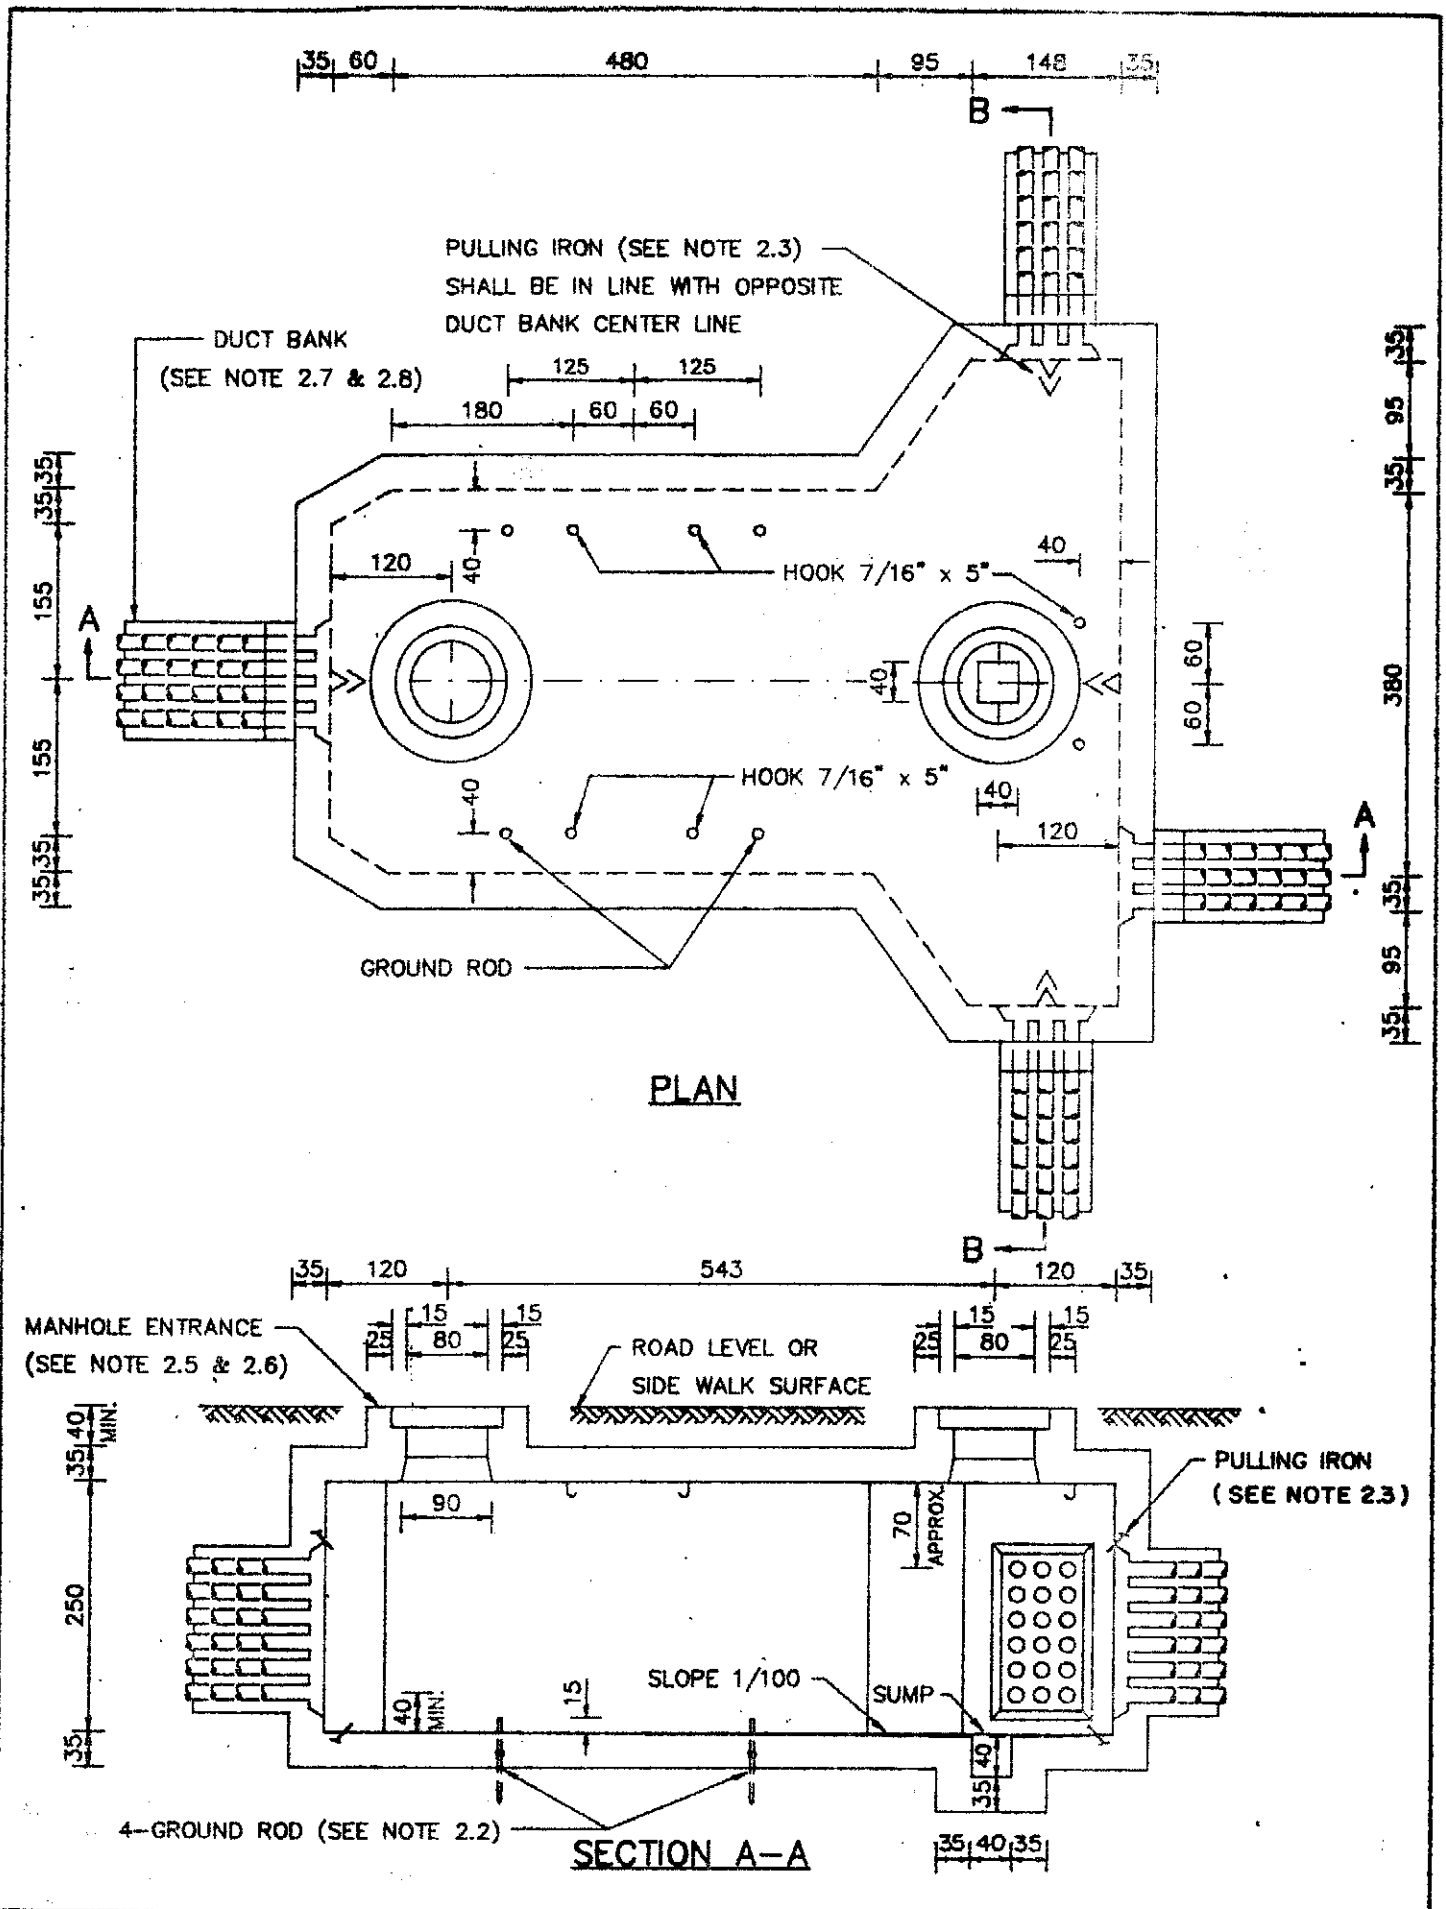 35 60 480 95 148 35
B
PULLING IRON (SEE NOTE 2.3)
SHALL BE IN LINE WITH OPPOSITE
DUCT BANK CENTER LINE
DUCT BANK
(SEE NOTE 2.7 & 2.8)
125 125
180 60 60
35
95
35
380
35
95
35
35
35
155
155
35
35
120
40
40
HOOK 7/16" x 5"
A
40
60
60
HOOK 7/16" x 5"
40
40
120
A
GROUND ROD
PLAN
B
35 120 543 120 35
MANHOLE ENTRANCE
(SEE NOTE 2.5 & 2.6)
15 15
25 80 25
ROAD LEVEL OR
SIDE WALK SURFACE
15 15
25 80 25
40 MIN.
35
250
35
90
70 APPROX.
PULLING IRON
(SEE NOTE 2.3)
40 MIN.
15
SLOPE 1/100
SUMP
40
35
4-GROUND ROD (SEE NOTE 2.2)
SECTION A-A
35 40 35